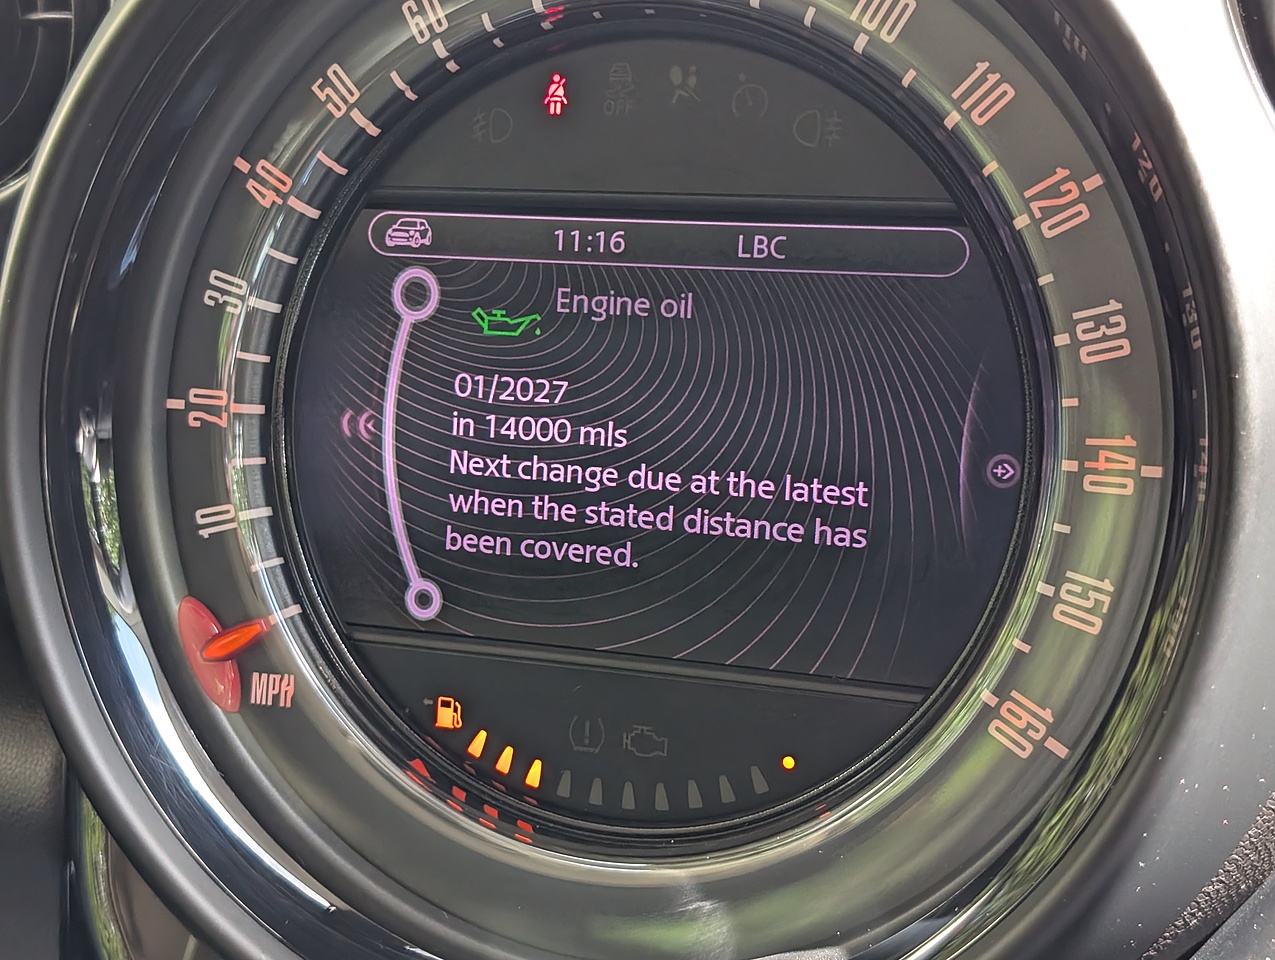 60
100
50
110
OFF
40
120
120
11:16
LBC
30
Engine oil
130
130
01/2027
20
in 14000 mls
Next change due at the latest
140
when the stated distance has
10
been covered.
150
MPH
160